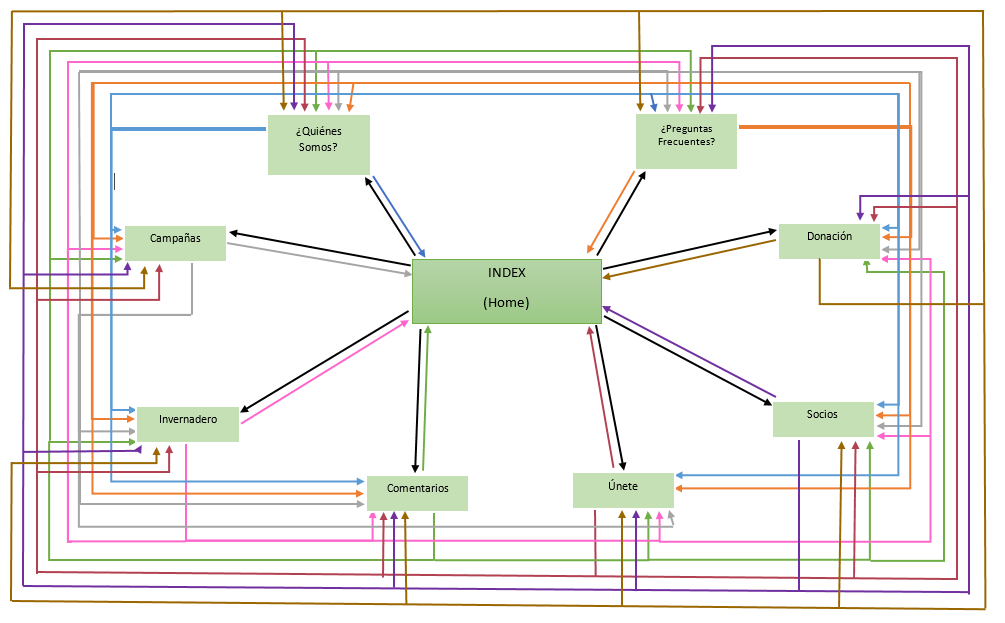 ¿Quiénes
Somos?
¿Preguntas
Frecuentes?
Campañas
Donación
INDEX
(Home)
Invernadero
Socios
Comentarios
Únete